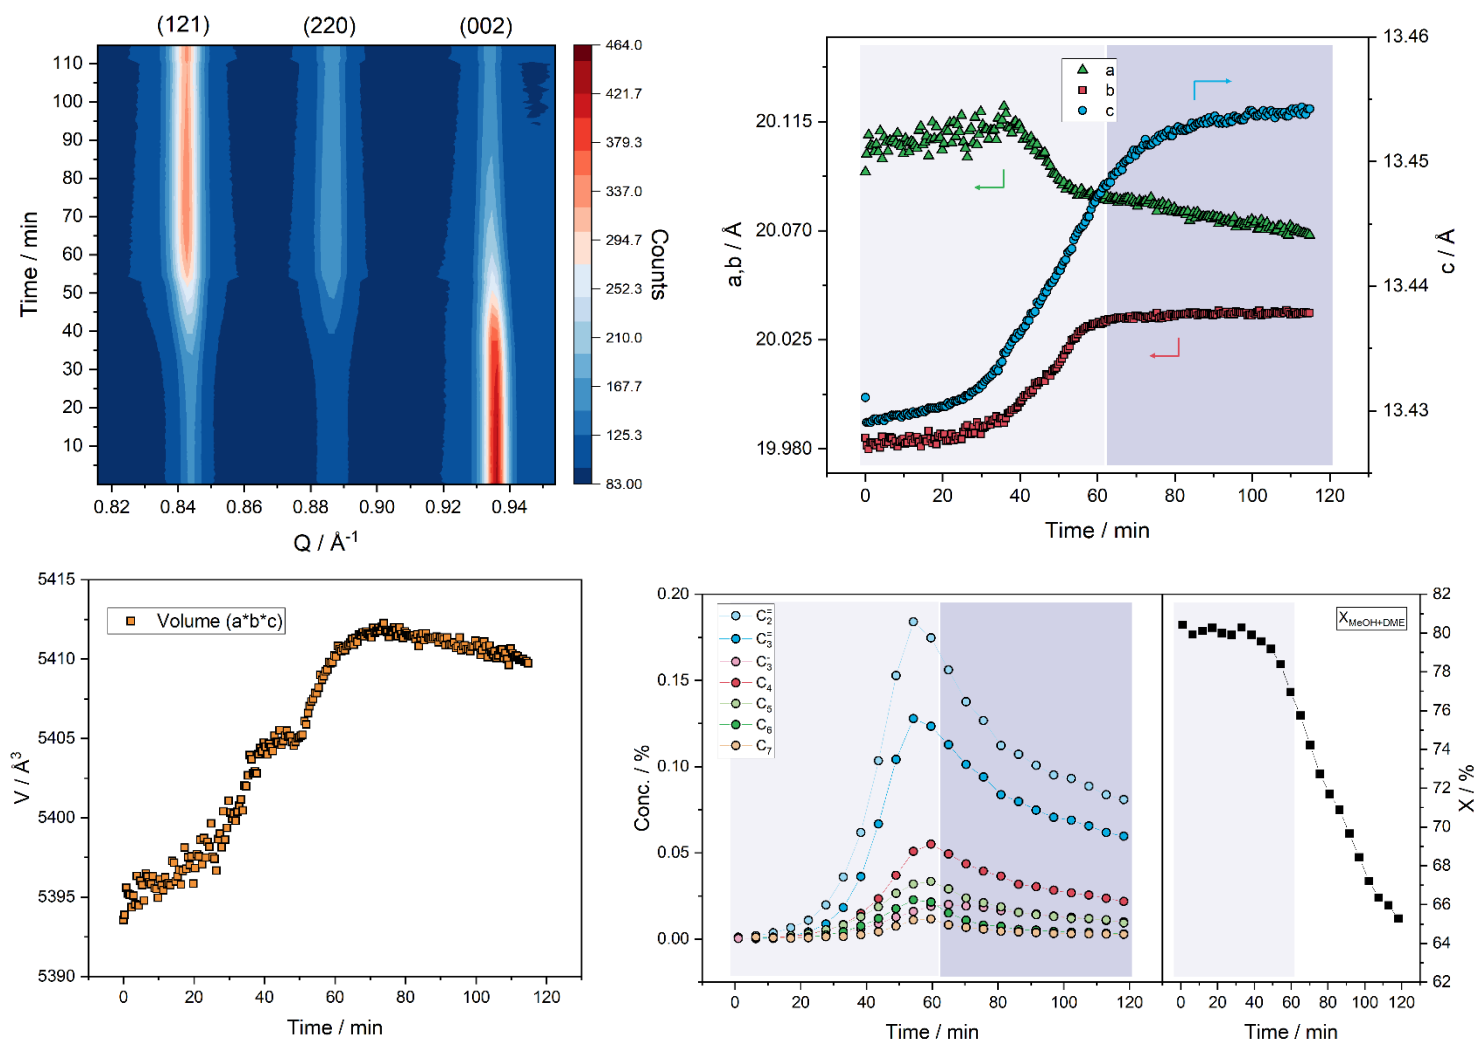 (121) (220) (002)
110
100
90
80
70
60
50
40
30
20
10
Time / min
0.82 0.84 0.86 0.88 0.90 0.92 0.94
Q / Å⁻¹
464.0
421.7
379.3
337.0
294.7
252.3
210.0
167.7
125.3
83.00
Counts
20.115
20.070
20.025
19.980
a,b / Å
a
b
c
13.46
13.45
13.44
13.43
c / Å
0 20 40 60 80 100 120
Time / min
5415
5410
5405
5400
5395
5390
V / Å³
Volume (a*b*c)
0 20 40 60 80 100 120
Time / min
0.20
0.15
0.10
0.05
0.00
Conc. / %
C₂⁼
C₃⁼
C₃⁻
C₄
C₅
C₆
C₇
0 20 40 60 80 100 120
Time / min
X_MeOH+DME
82
80
78
76
74
72
70
68
66
64
62
X / %
0 20 40 60 80 100 120
Time / min